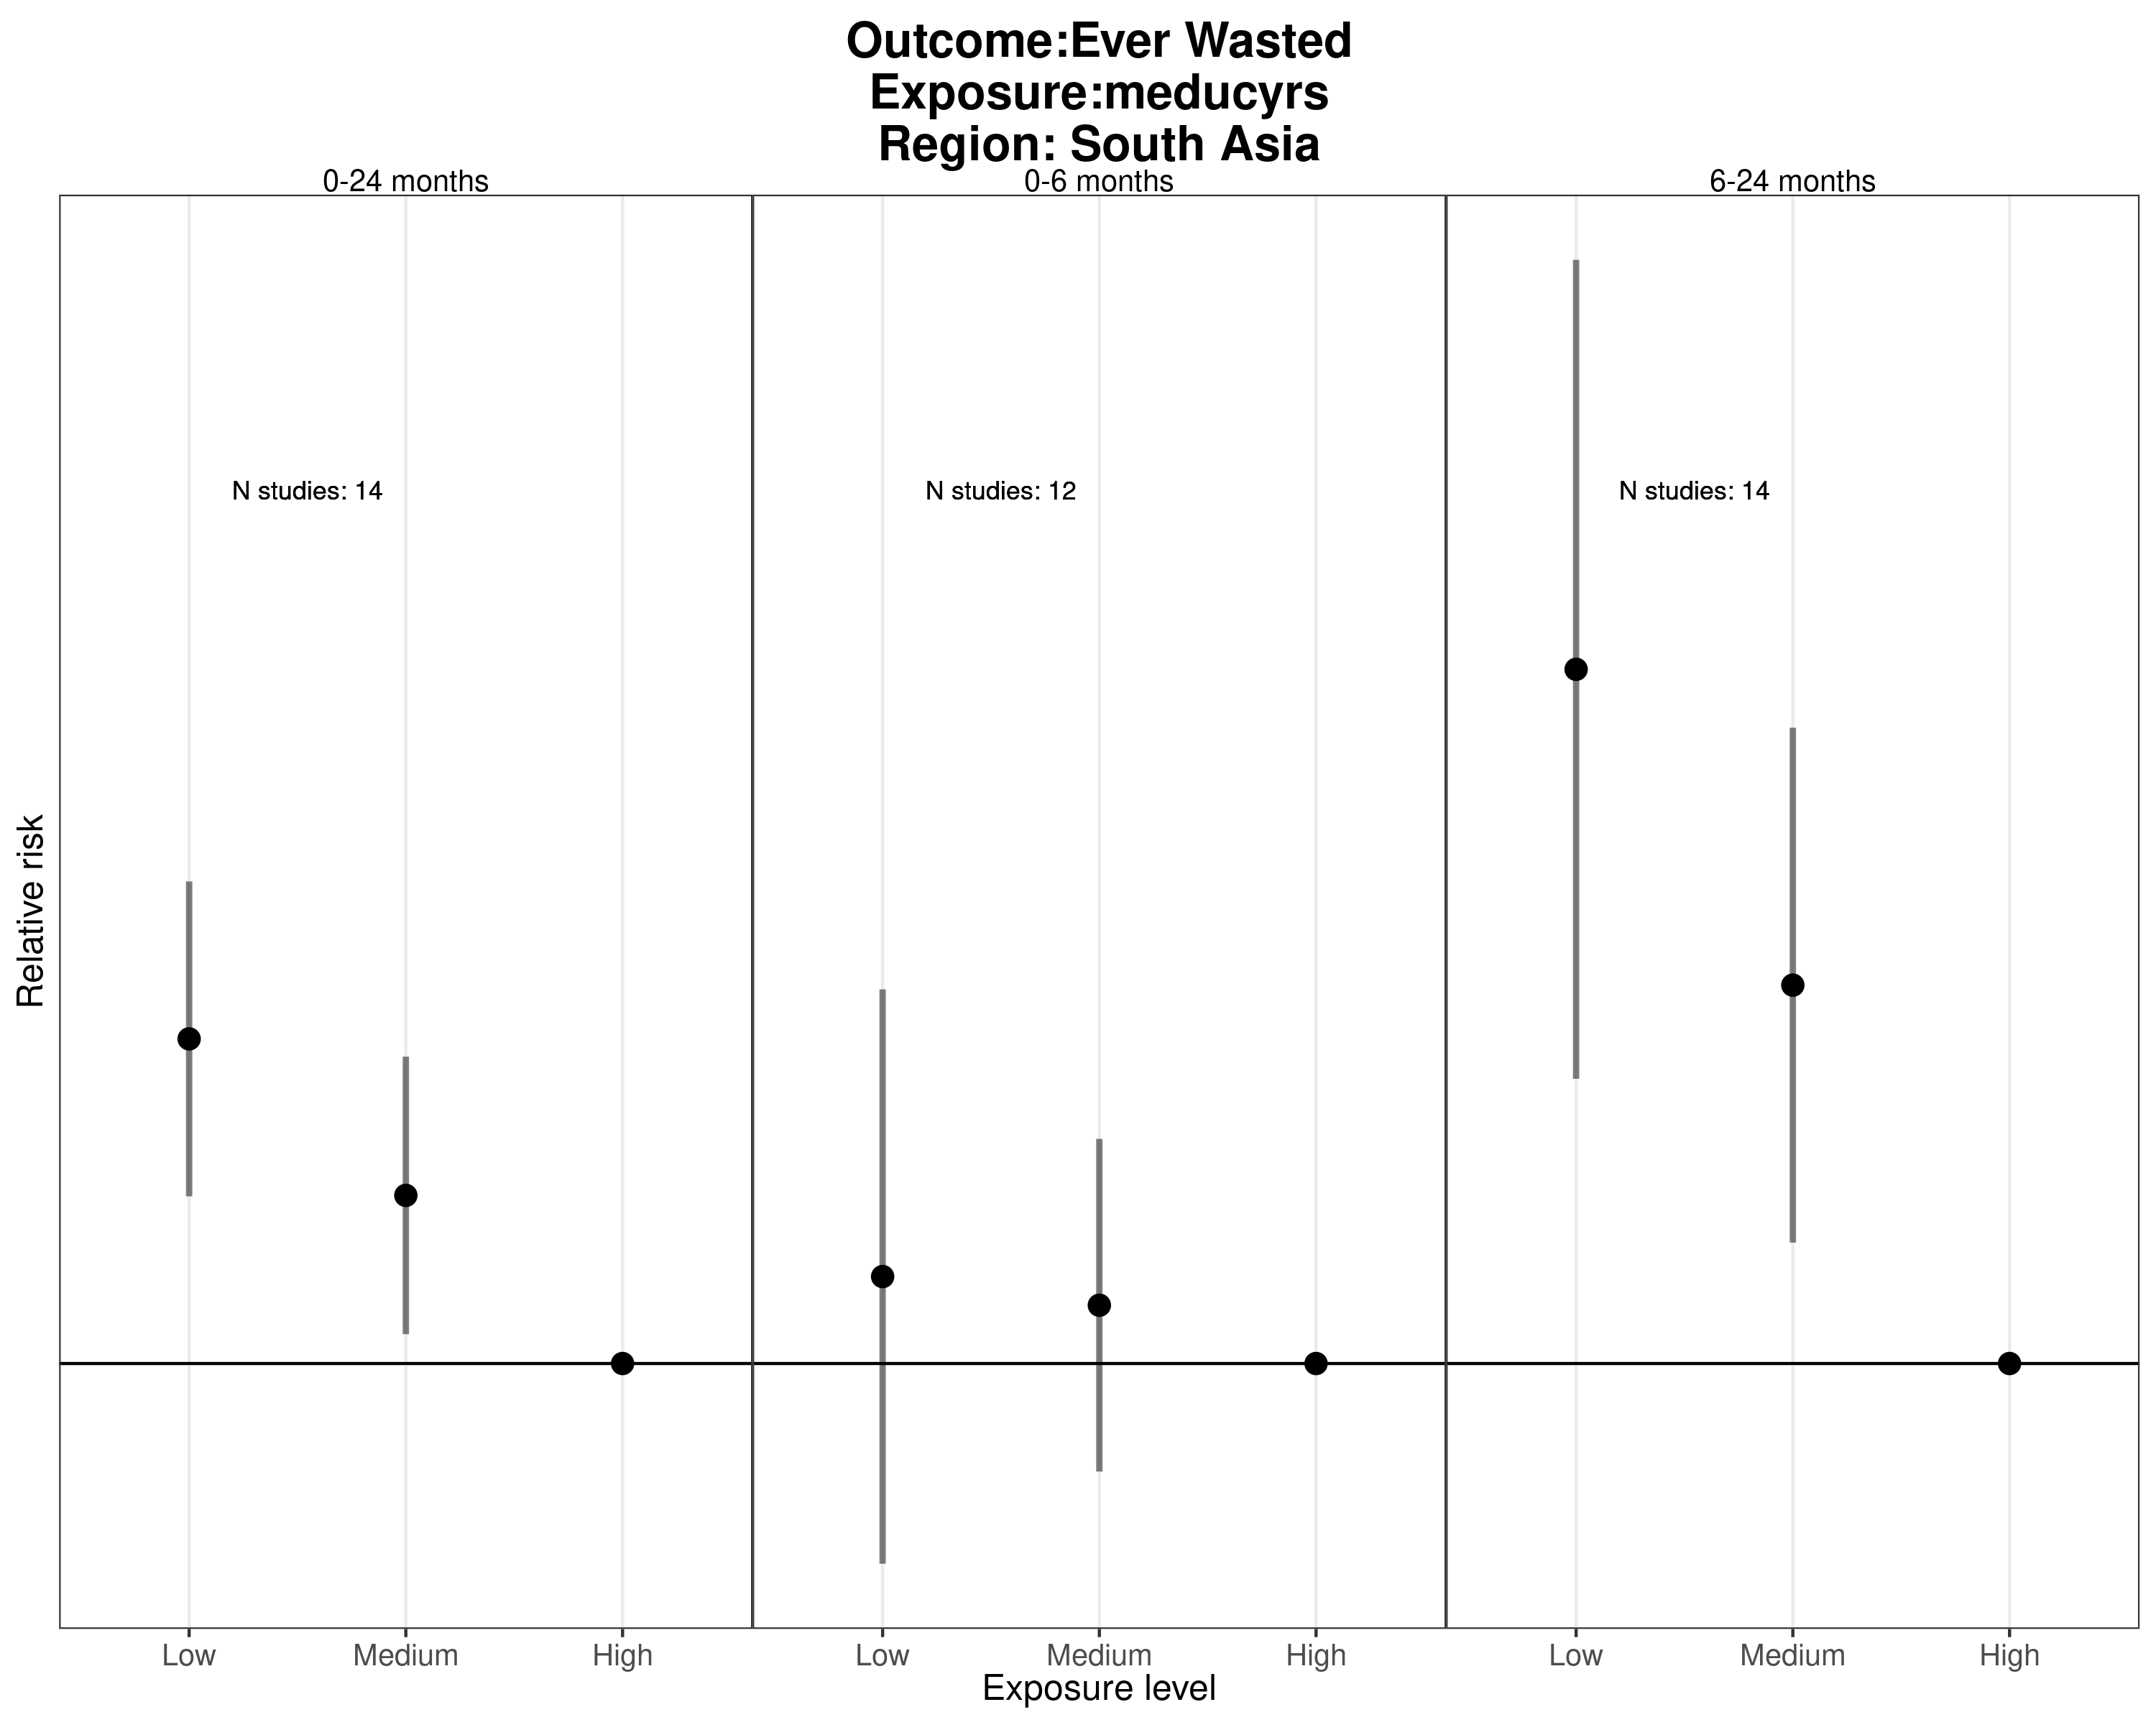 Outcome:Ever Wasted
Exposure:meducyrs
Region: South Asia
0-24 months
0-6 months
6-24 months
N studies: 14
N studies: 12
N studies: 14
Relative risk
Low
Medium
High
Low
Medium
High
Low
Medium
High
Exposure level